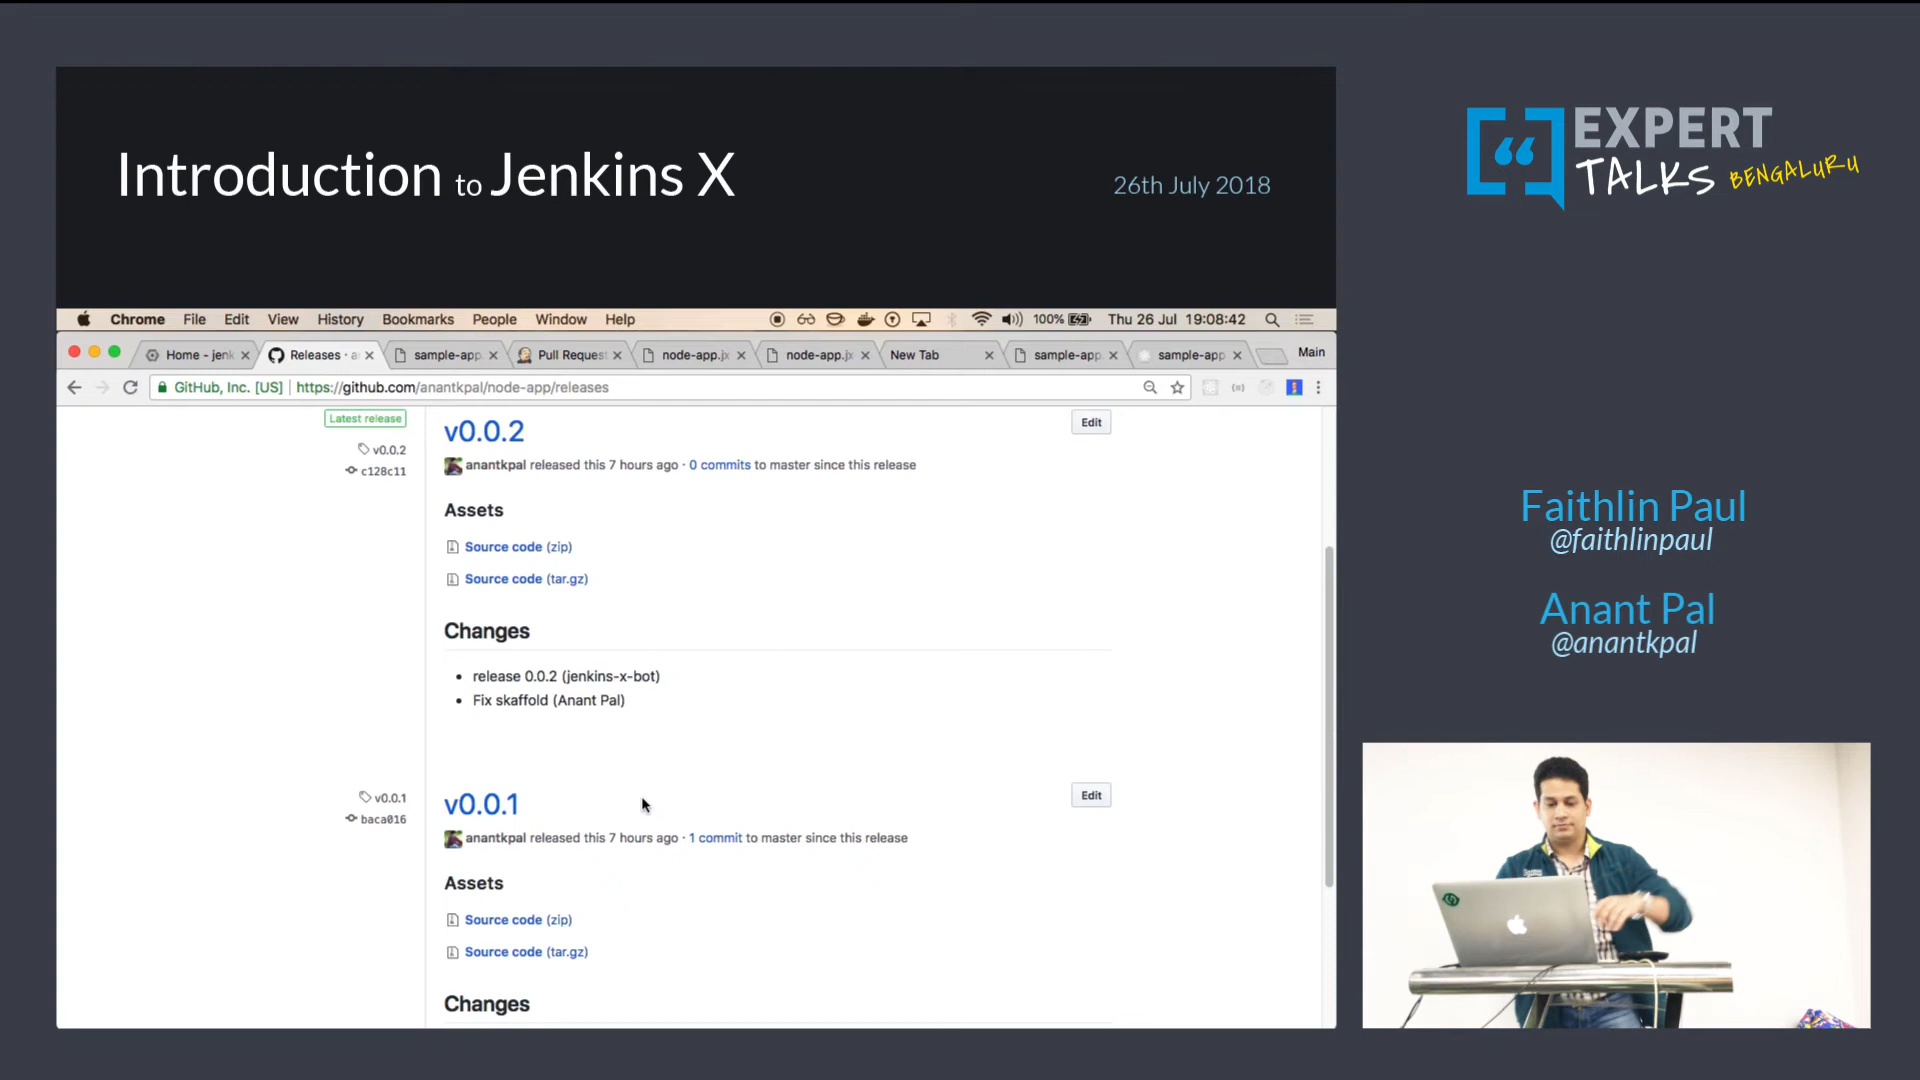 Introduction to Jenkins X
26th July 2018
EXPERT
TALKS BENGALURU
Chrome File Edit View History Bookmarks People Window Help 100% Thu 26 Jul 19:08:42
Home - jenk Releases · a sample-app. Pull Request node-app.jx node-app.jx New Tab sample-app. sample-app Main
GitHub, Inc. [US] https://github.com/anantkpal/node-app/releases
Latest release
v0.0.2
Edit
v0.0.2
c128c11
anantkpal released this 7 hours ago · 0 commits to master since this release
Assets
Source code (zip)
Source code (tar.gz)
Changes
release 0.0.2 (jenkins-x-bot)
Fix skaffold (Anant Pal)
v0.0.1
v0.0.1
Edit
baca016
anantkpal released this 7 hours ago · 1 commit to master since this release
Assets
Source code (zip)
Source code (tar.gz)
Changes
Faithlin Paul
@faithlinpaul
Anant Pal
@anantkpal